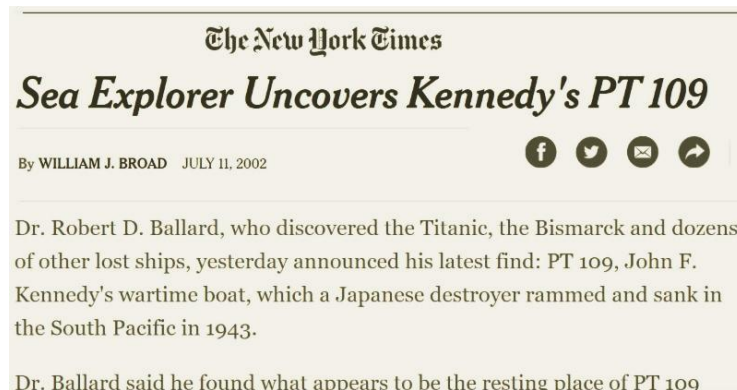 The New York Times
Sea Explorer Uncovers Kennedy's PT 109
By WILLIAM J. BROAD JULY 11, 2002
Dr. Robert D. Ballard, who discovered the Titanic, the Bismarck and dozens
of other lost ships, yesterday announced his latest find: PT 109, John F.
Kennedy's wartime boat, which a Japanese destroyer rammed and sank in
the South Pacific in 1943.
Dr. Ballard said he found what appears to be the resting place of PT 109